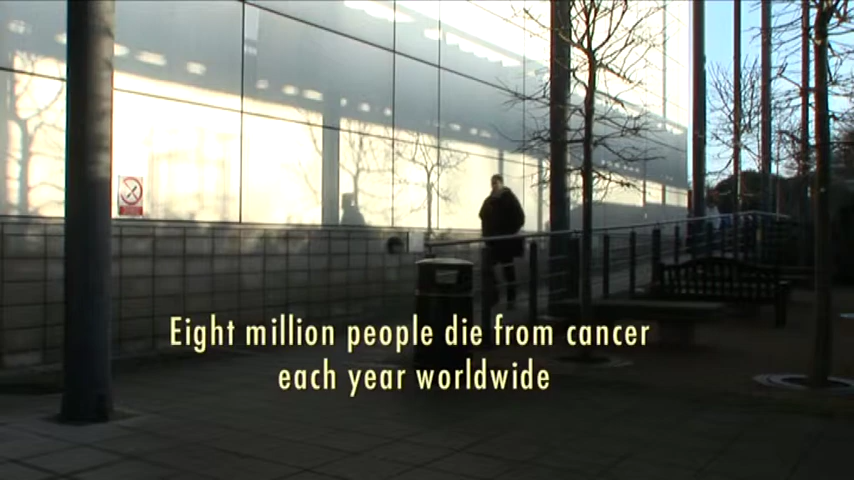 Eight million people die from cancer
each year worldwide